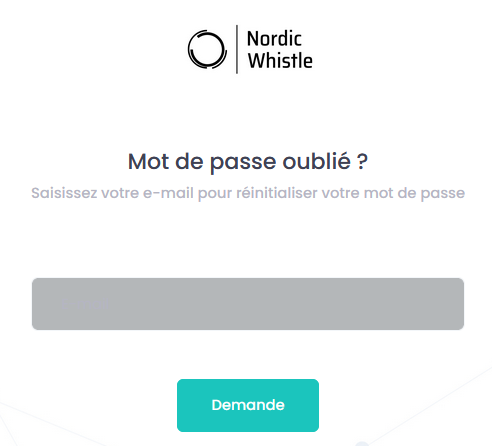 Nordic
Whistle
Mot de passe oublié ?
Saisissez votre e-mail pour réinitialiser votre mot de passe
Demande